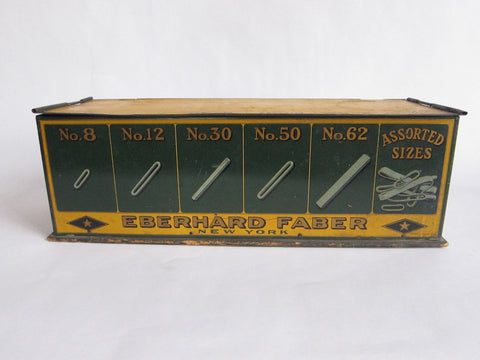 No.8 No.12 No.30 No.50 No.62 ASSORTED
SIZES
EBERHARD FABER
NEW YORK